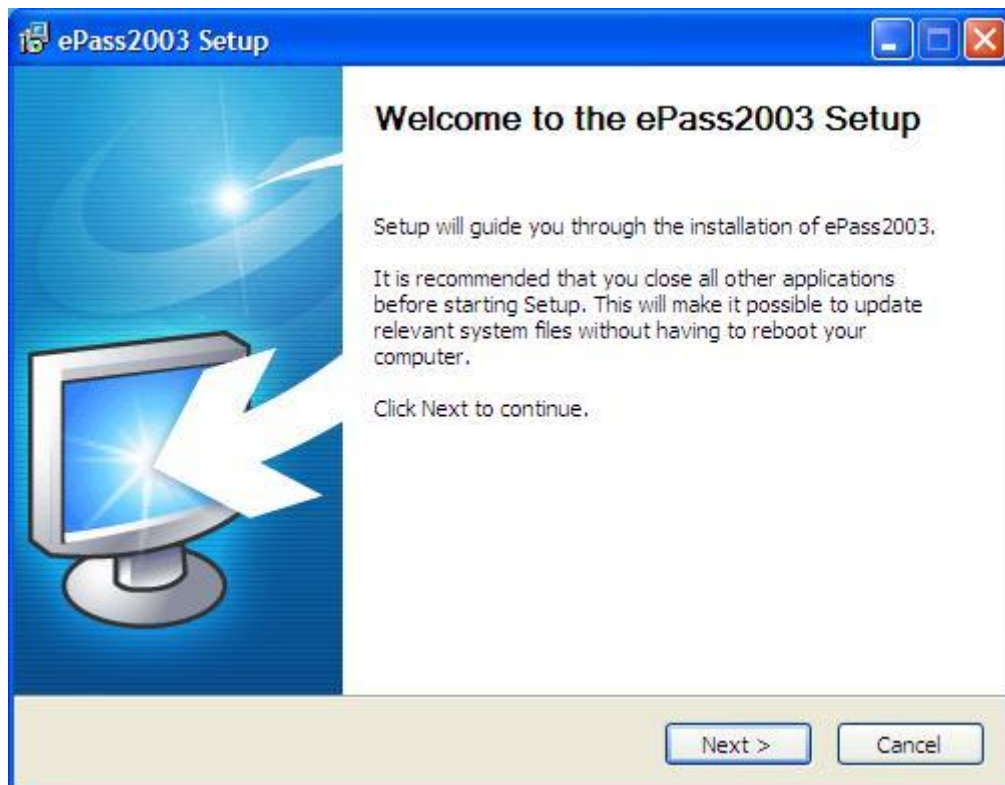 ePass2003 Setup
Welcome to the ePass2003 Setup
Setup will guide you through the installation of ePass2003.
It is recommended that you close all other applications
before starting Setup. This will make it possible to update
relevant system files without having to reboot your
computer.
Click Next to continue.
Next >
Cancel